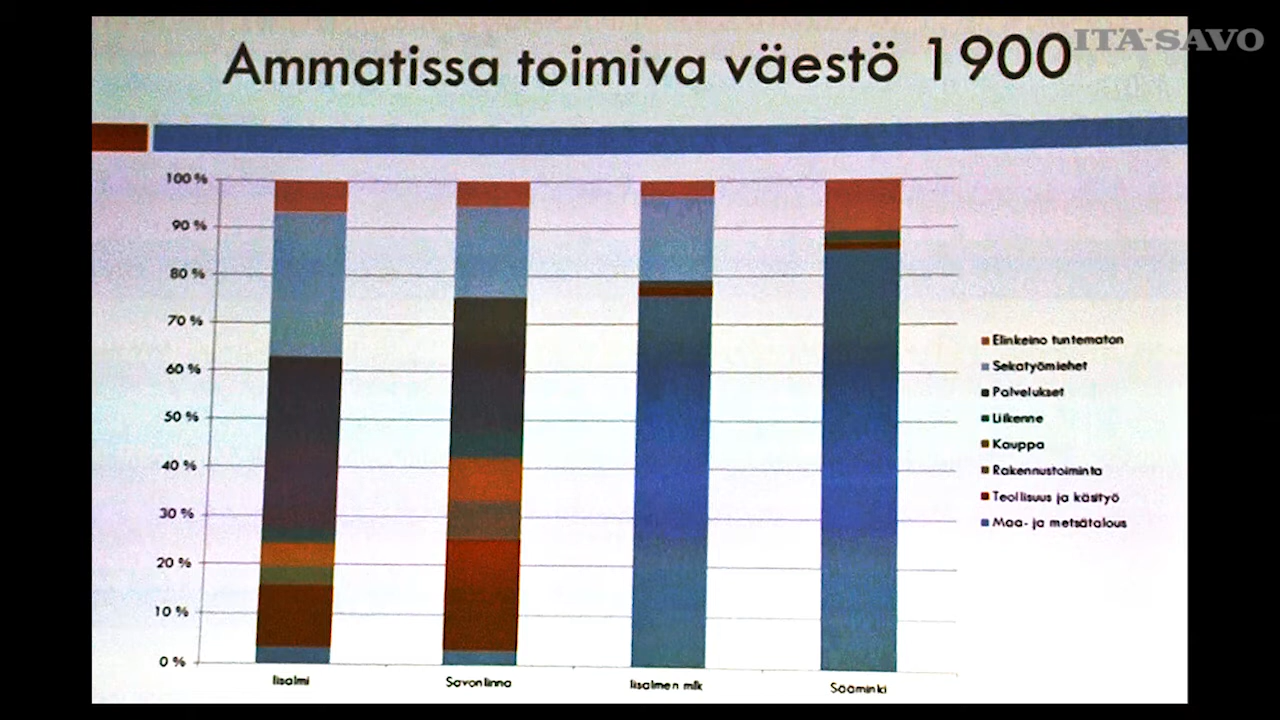 Ammatissa toimiva väestö 1900
ITÄ-SAVO
100 %
90 %
80 %
70 %
60 %
50 %
40 %
30 %
20 %
10 %
0 %
Iisalmi
Savonlinna
Iisalmen mlk
Sääminki
Elinkeino tuntematon
Sekatyömiehet
Palvelukset
Liikenne
Kauppa
Rakennustoiminta
Teollisuus ja käsityö
Maa- ja metsätalous